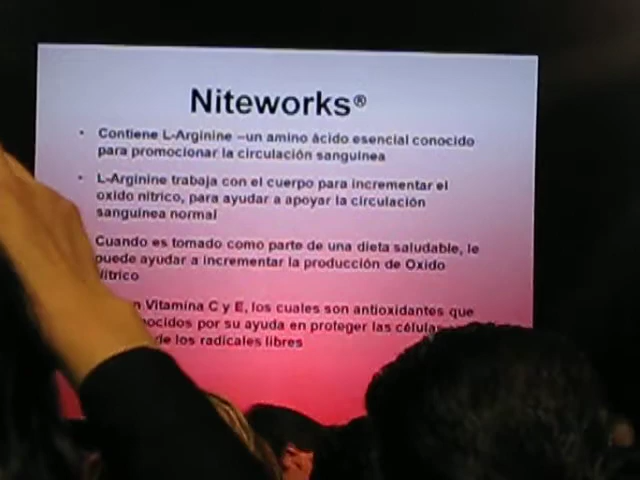 Niteworks®
• Contiene L-Arginine –un amino ácido esencial conocido
para promocionar la circulación sanguinea
• L-Arginine trabaja con el cuerpo para incrementar el
oxido nitrico, para ayudar a apoyar la circulación
sanguinea normal
Cuando es tomado como parte de una dieta saludable, le
puede ayudar a incrementar la producción de Oxido
Nitrico
Vitamina C y E, los cuales son antioxidantes que
por su ayuda en proteger las
de los radicales libres